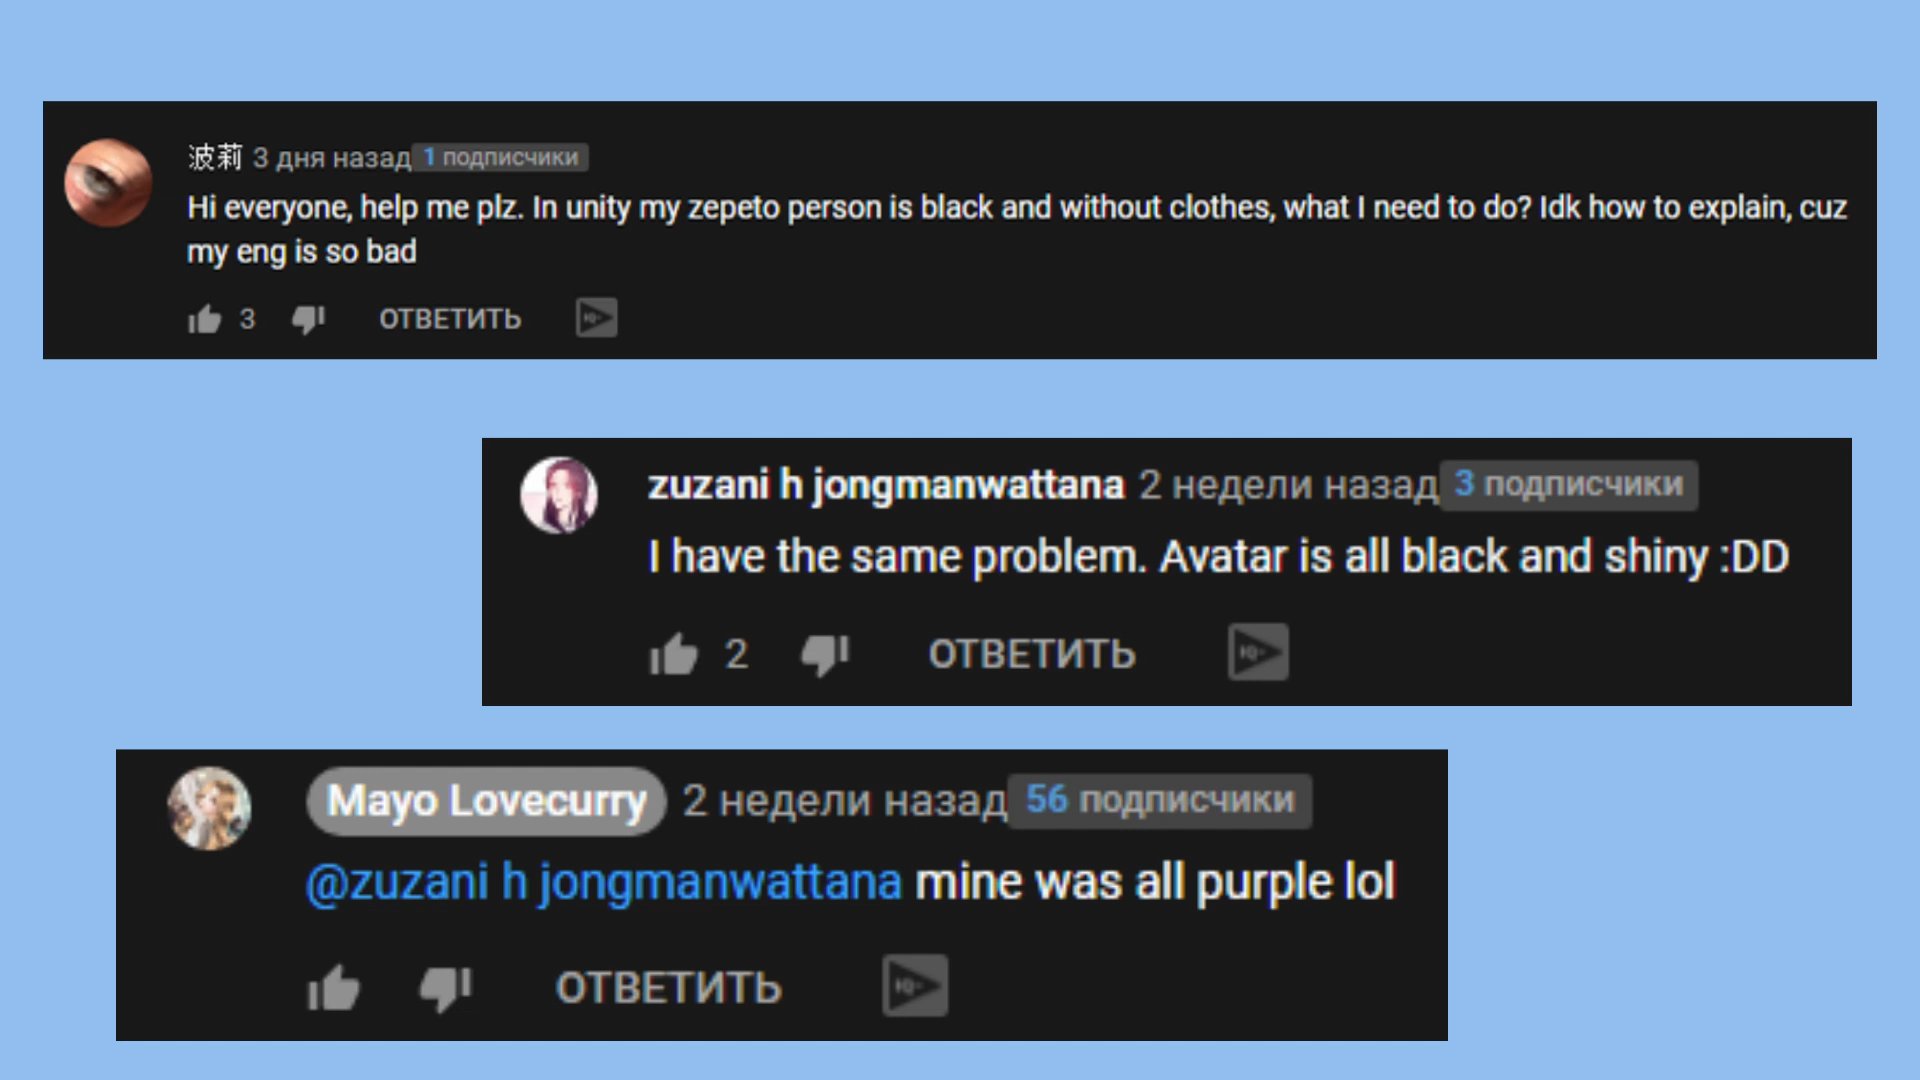 波莉 3 дня назад 1 подписчики
Hi everyone, help me plz. In unity my zepeto person is black and without clothes, what I need to do? Idk how to explain, cuz
my eng is so bad
3 ОТВЕТИТЬ
zuzani h jongmanwattana 2 недели назад 3 подписчики
I have the same problem. Avatar is all black and shiny :DD
2 ОТВЕТИТЬ
Mayo Lovecurry 2 недели назад 56 подписчики
@zuzani h jongmanwattana mine was all purple lol
ОТВЕТИТЬ